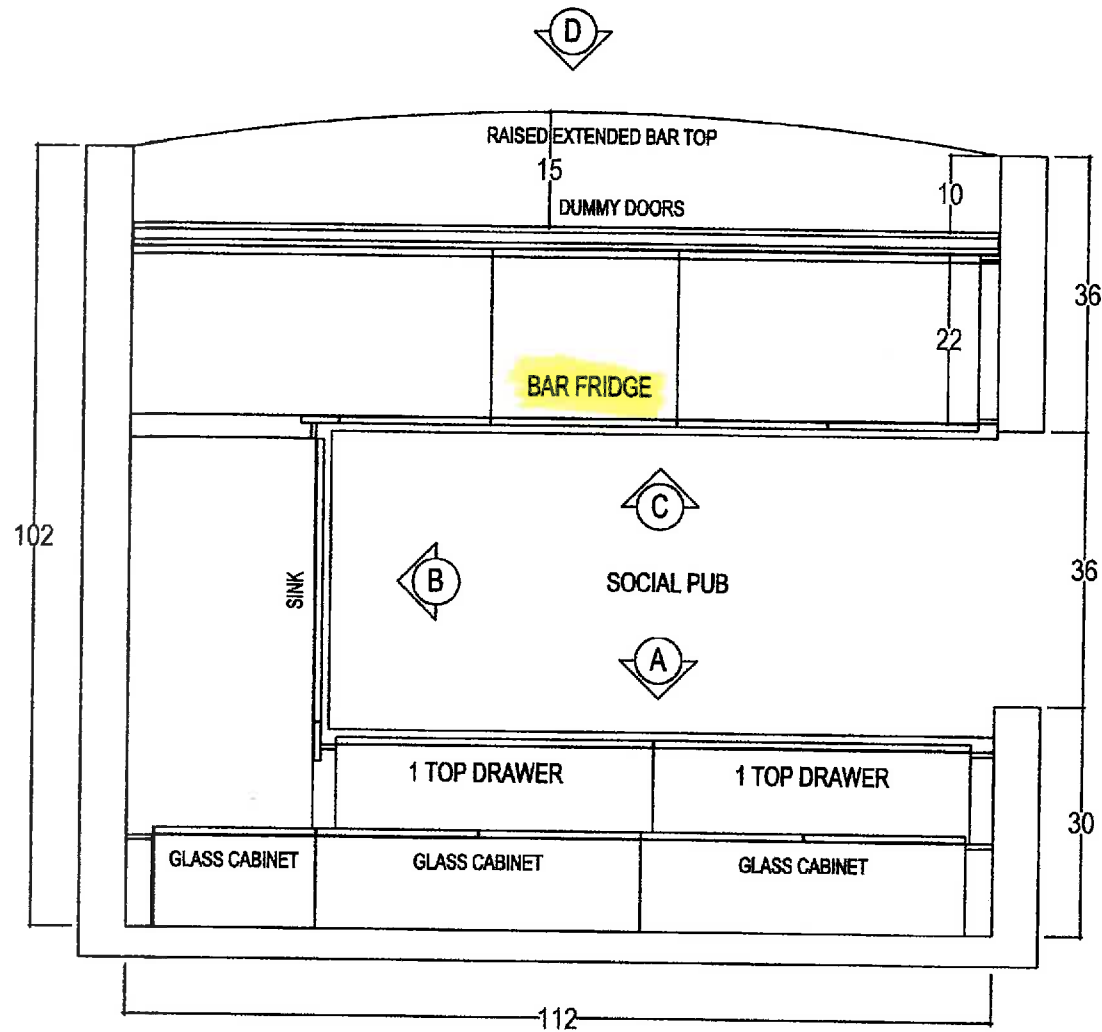 D
RAISED EXTENDED BAR TOP
15
10
DUMMY DOORS
36
22
BAR FRIDGE
C
102
B
SINK
SOCIAL PUB
36
A
1 TOP DRAWER
1 TOP DRAWER
30
GLASS CABINET
GLASS CABINET
GLASS CABINET
112